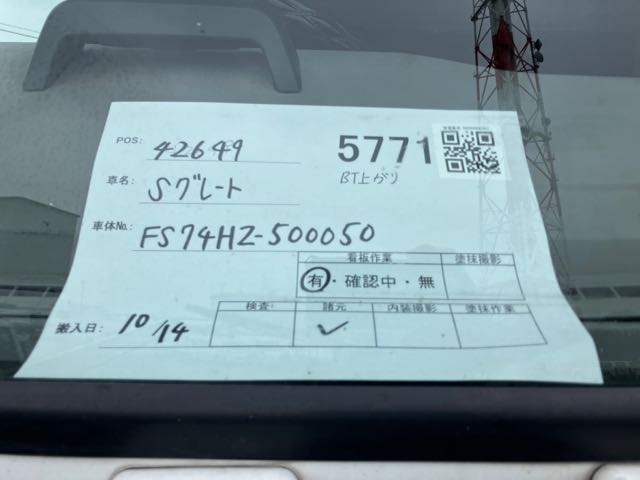 POS: 42649 5771
BT上がり
車名: Sグレート
車体No.: FS74HZ-500050
看板作業 塗抹撮影
有・確認中・無
検査 諸元 内装撮影 塗抹作業
搬入日: 10/14 ✓